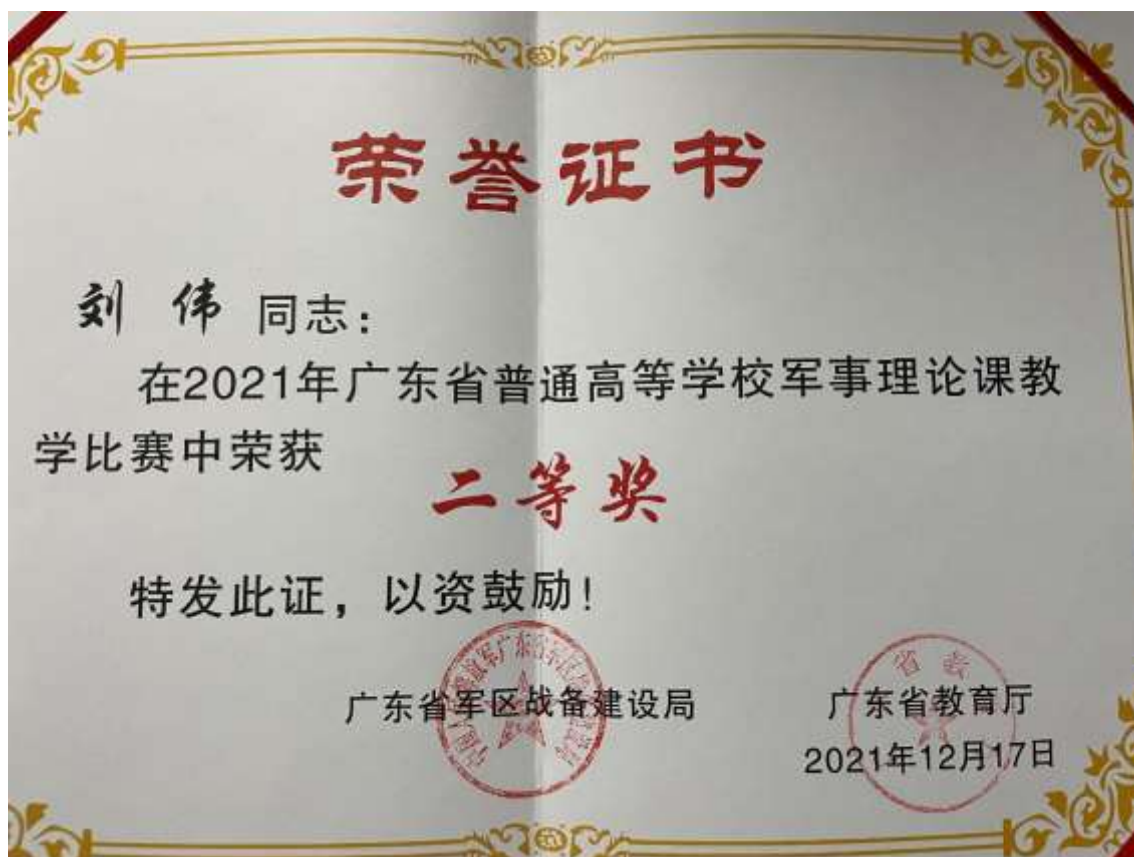 荣誉证书
刘伟 同志：
在2021年广东省普通高等学校军事理论课教
学比赛中荣获
二等奖
特发此证，以资鼓励！
广东省军区战备建设局
广东省教育厅
2021年12月17日